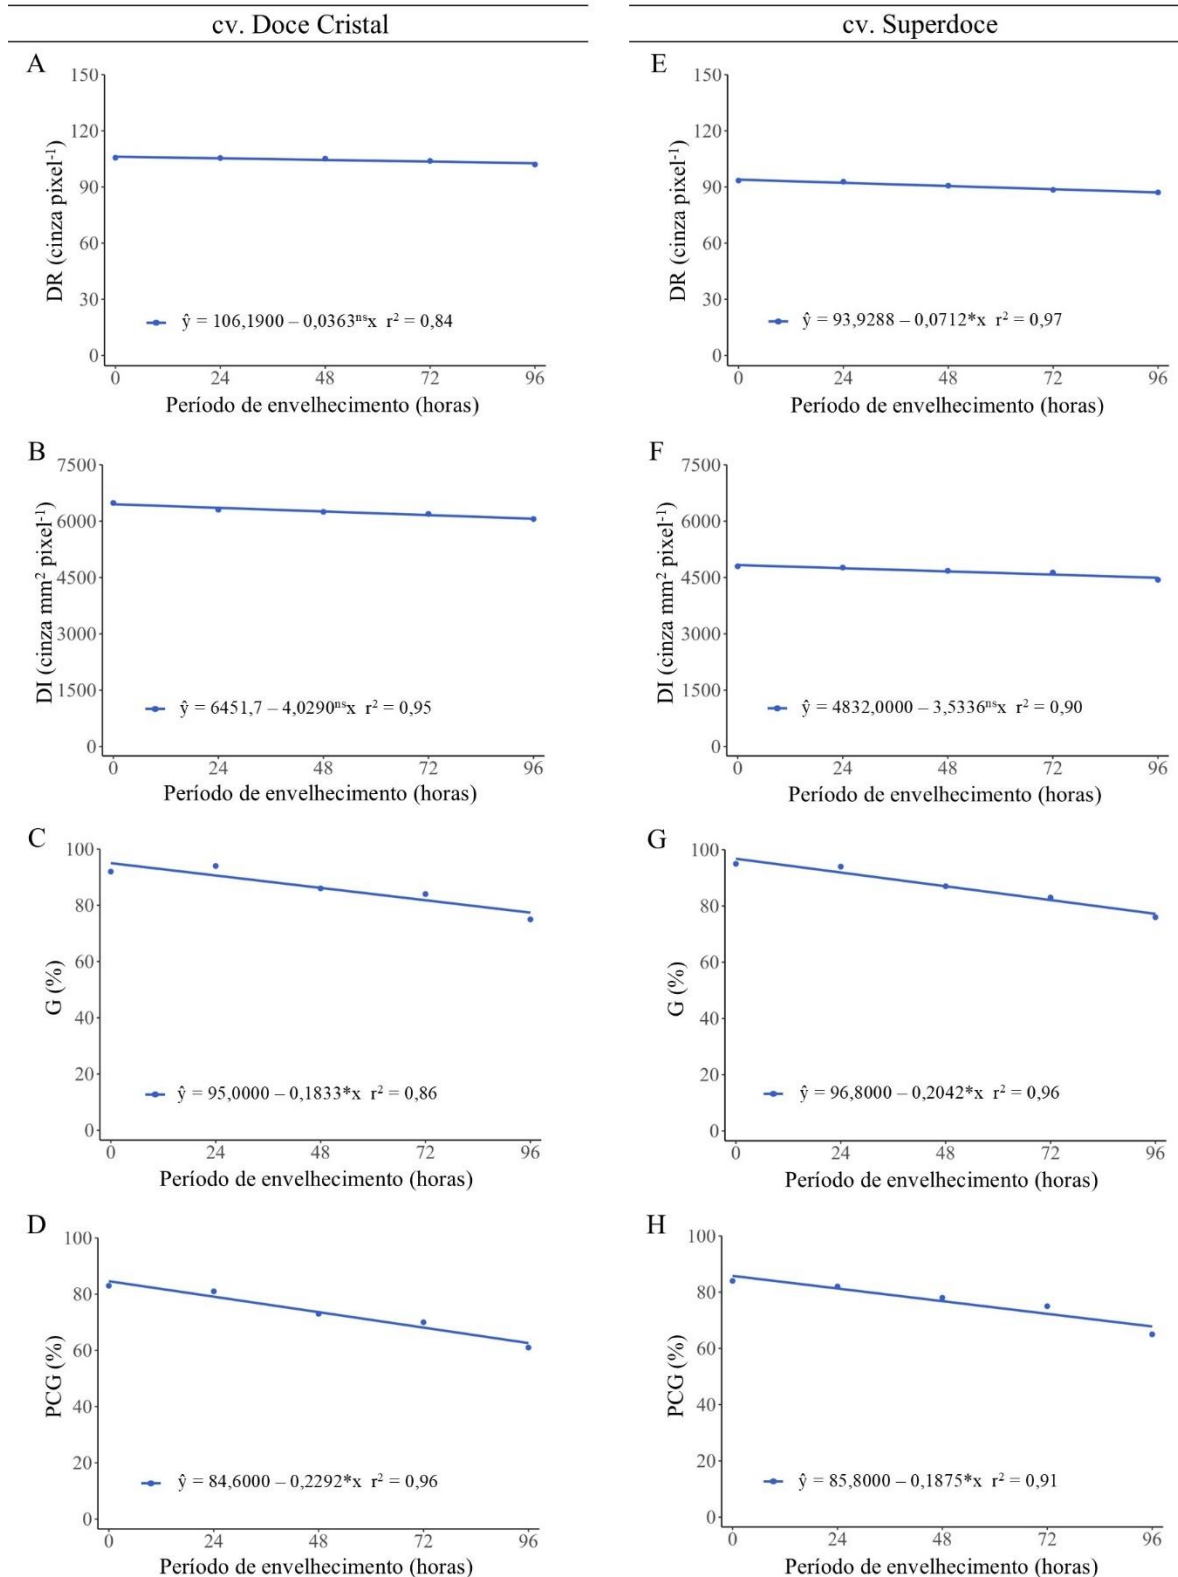 cv. Doce Cristal
cv. Superdoce
A
150
120
90
60
30
0
DR (cinza pixel⁻¹)
ŷ = 106,1900 – 0,0363ⁿˢx r² = 0,84
0 24 48 72 96
Período de envelhecimento (horas)
E
150
120
90
60
30
0
DR (cinza pixel⁻¹)
ŷ = 93,9288 – 0,0712*x r² = 0,97
0 24 48 72 96
Período de envelhecimento (horas)
B
7500
6000
4500
3000
1500
0
DI (cinza mm² pixel⁻¹)
ŷ = 6451,7 – 4,0290ⁿˢx r² = 0,95
0 24 48 72 96
Período de envelhecimento (horas)
F
7500
6000
4500
3000
1500
0
DI (cinza mm² pixel⁻¹)
ŷ = 4832,0000 – 3,5336ⁿˢx r² = 0,90
0 24 48 72 96
Período de envelhecimento (horas)
C
100
80
60
40
20
0
G (%)
ŷ = 95,0000 – 0,1833*x r² = 0,86
0 24 48 72 96
Período de envelhecimento (horas)
G
100
80
60
40
20
0
G (%)
ŷ = 96,8000 – 0,2042*x r² = 0,96
0 24 48 72 96
Período de envelhecimento (horas)
D
100
80
60
40
20
0
PCG (%)
ŷ = 84,6000 – 0,2292*x r² = 0,96
0 24 48 72 96
Período de envelhecimento (horas)
H
100
80
60
40
20
0
PCG (%)
ŷ = 85,8000 – 0,1875*x r² = 0,91
0 24 48 72 96
Período de envelhecimento (horas)